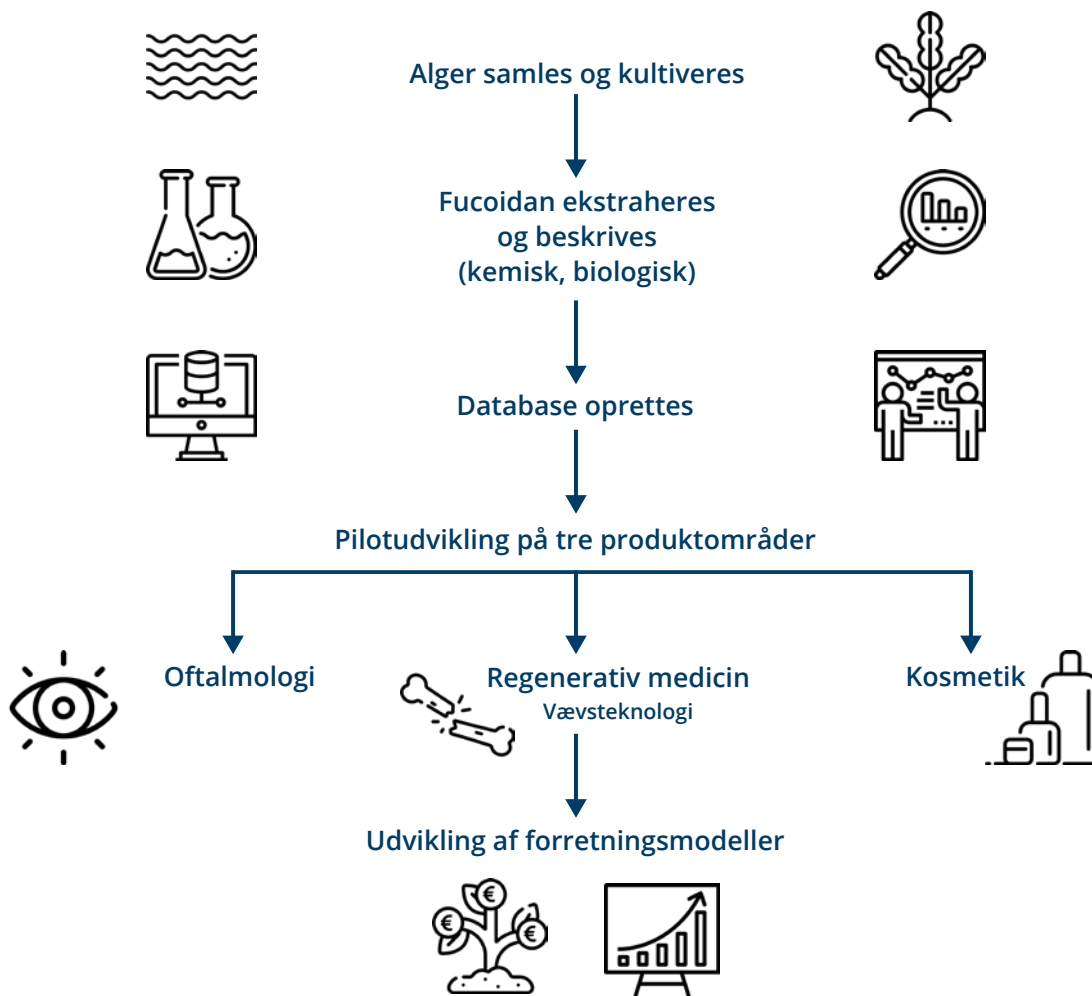 Alger samles og kultiveres
Fucoidan ekstraheres
og beskrives
(kemisk, biologisk)
Database oprettes
Pilotudvikling på tre produktområder
Oftalmologi
Regenerativ medicin
Vævsteknologi
Kosmetik
Udvikling af forretningsmodeller
€
€
€